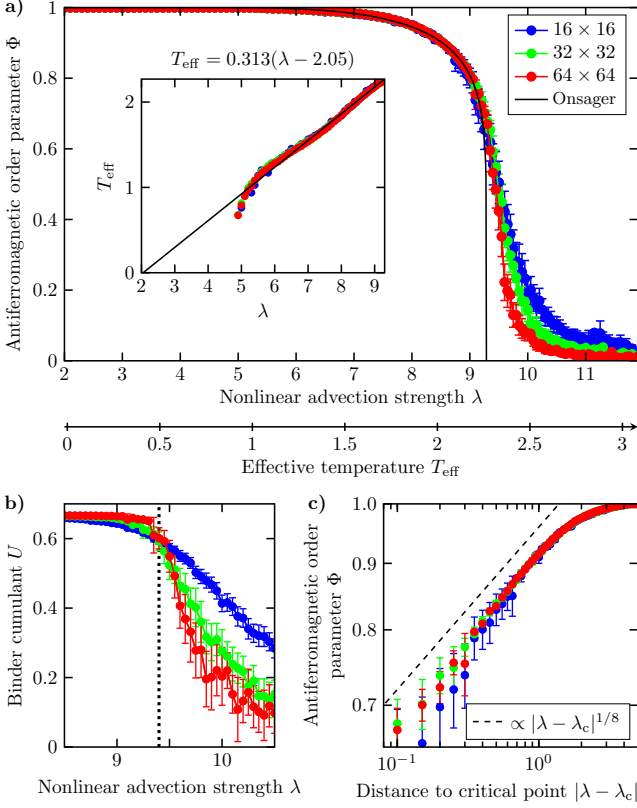 a)
Antiferromagnetic order parameter Φ
1
0.8
0.6
0.4
0.2
0
T_eff = 0.313(λ − 2.05)
16 × 16
32 × 32
64 × 64
Onsager
T_eff
2
1
0
2 3 4 5 6 7 8 9
λ
2 3 4 5 6 7 8 9 10 11
Nonlinear advection strength λ
0 0.5 1 1.5 2 2.5 3
Effective temperature T_eff
b)
Binder cumulant U
0.6
0.4
0.2
0
9 10
Nonlinear advection strength λ
c)
Antiferromagnetic order
parameter Φ
1.0
0.9
0.8
0.7
∝ |λ − λ_c|^{1/8}
10^{−1} 10^0
Distance to critical point |λ − λ_c|